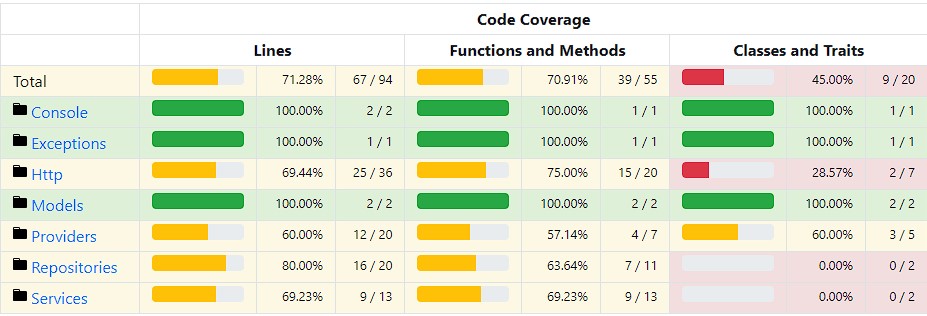 Code Coverage
Lines Functions and Methods Classes and Traits
Total 71.28% 67 / 94 70.91% 39 / 55 45.00% 9 / 20
Console 100.00% 2 / 2 100.00% 1 / 1 100.00% 1 / 1
Exceptions 100.00% 1 / 1 100.00% 1 / 1 100.00% 1 / 1
Http 69.44% 25 / 36 75.00% 15 / 20 28.57% 2 / 7
Models 100.00% 2 / 2 100.00% 2 / 2 100.00% 2 / 2
Providers 60.00% 12 / 20 57.14% 4 / 7 60.00% 3 / 5
Repositories 80.00% 16 / 20 63.64% 7 / 11 0.00% 0 / 2
Services 69.23% 9 / 13 69.23% 9 / 13 0.00% 0 / 2